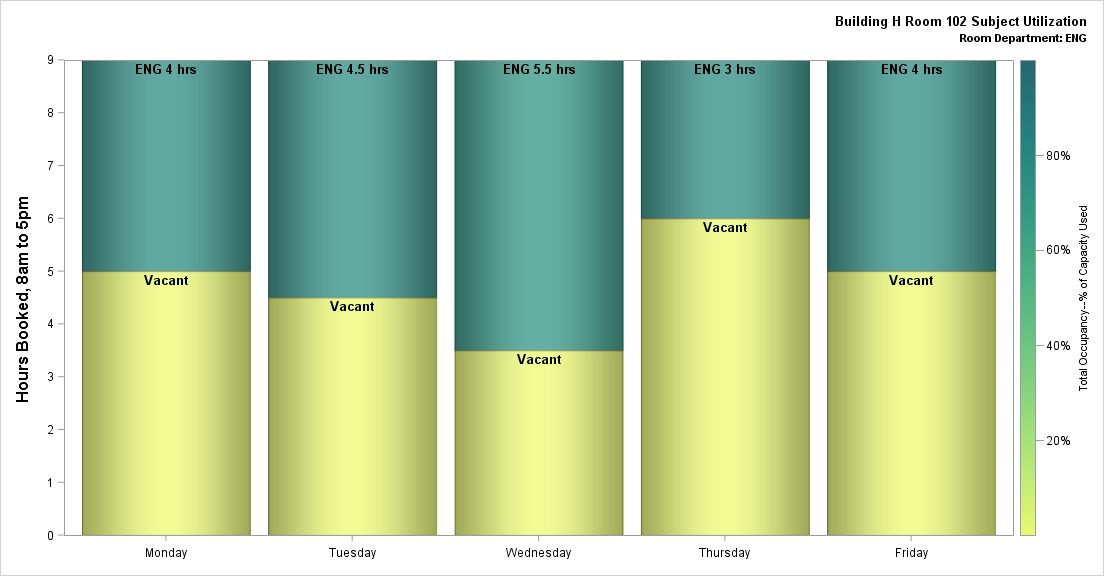 Building H Room 102 Subject Utilization
Room Department: ENG
Hours Booked, 8am to 5pm
9
8
7
6
5
4
3
2
1
0
ENG 4 hrs
Vacant
ENG 4.5 hrs
Vacant
ENG 5.5 hrs
Vacant
ENG 3 hrs
Vacant
ENG 4 hrs
Vacant
Monday
Tuesday
Wednesday
Thursday
Friday
80%
60%
40%
20%
Total Occupancy--% of Capacity Used